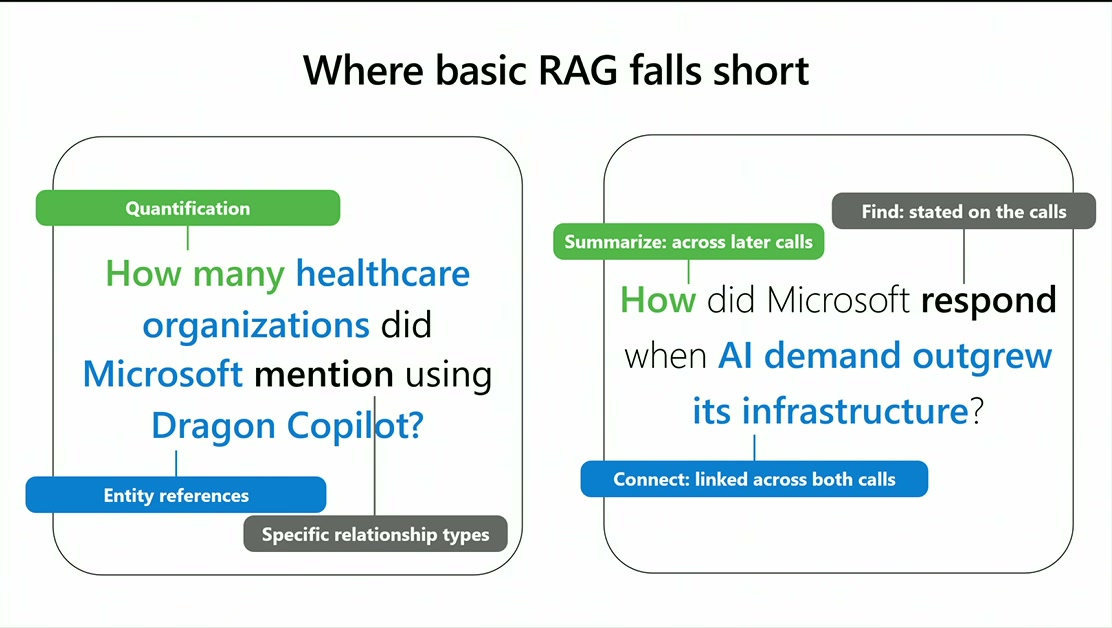 Where basic RAG falls short
Quantification
How many healthcare
organizations did
Microsoft mention using
Dragon Copilot?
Entity references
Specific relationship types
Find: stated on the calls
Summarize: across later calls
How did Microsoft respond
when AI demand outgrew
its infrastructure?
Connect: linked across both calls